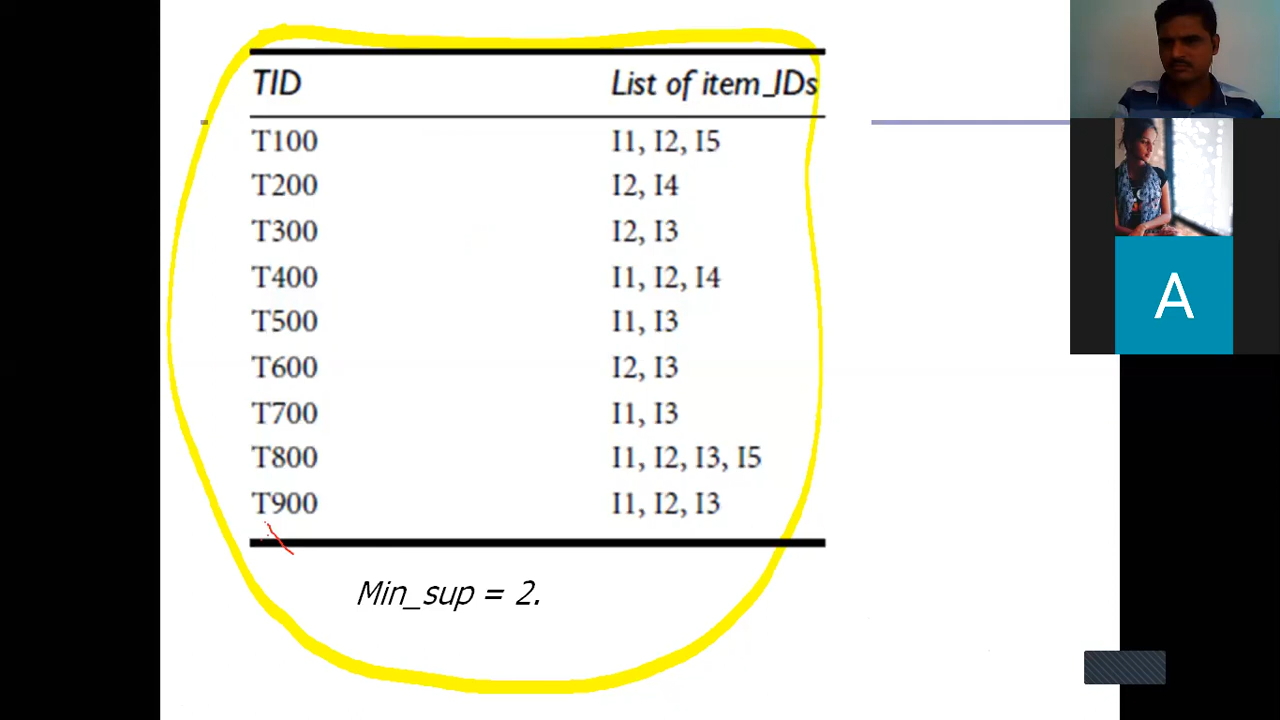 TID List of item_IDs
T100 I1, I2, I5
T200 I2, I4
T300 I2, I3
T400 I1, I2, I4
T500 I1, I3
T600 I2, I3
T700 I1, I3
T800 I1, I2, I3, I5
T900 I1, I2, I3
Min_sup = 2.
A